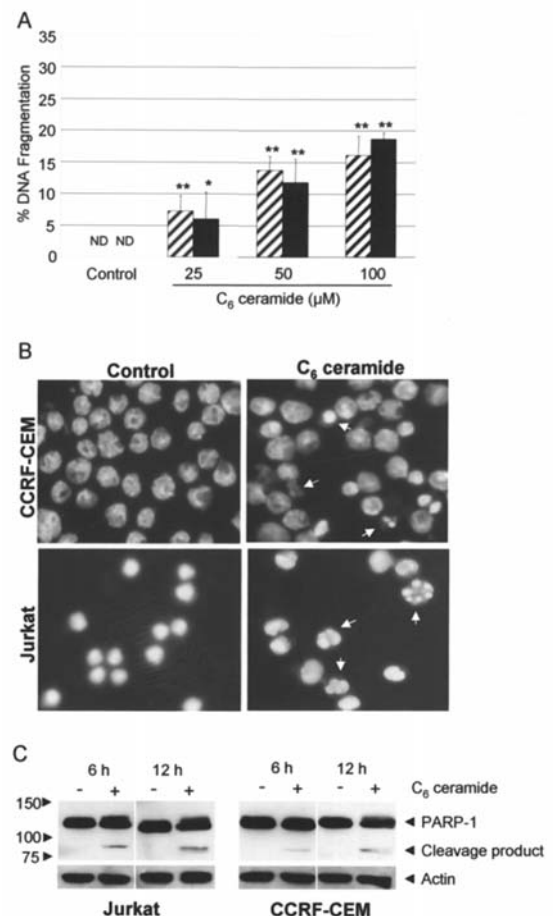 A
35
30
25
20
15
10
5
0
% DNA Fragmentation
ND ND
** *
** **
** **
Control 25 50 100
C6 ceramide (µM)
B
Control C6 ceramide
CCRF-CEM
Jurkat
C
6 h 12 h 6 h 12 h
- + - + - + - + C6 ceramide
150
100
75
PARP-1
Cleavage product
Actin
Jurkat CCRF-CEM